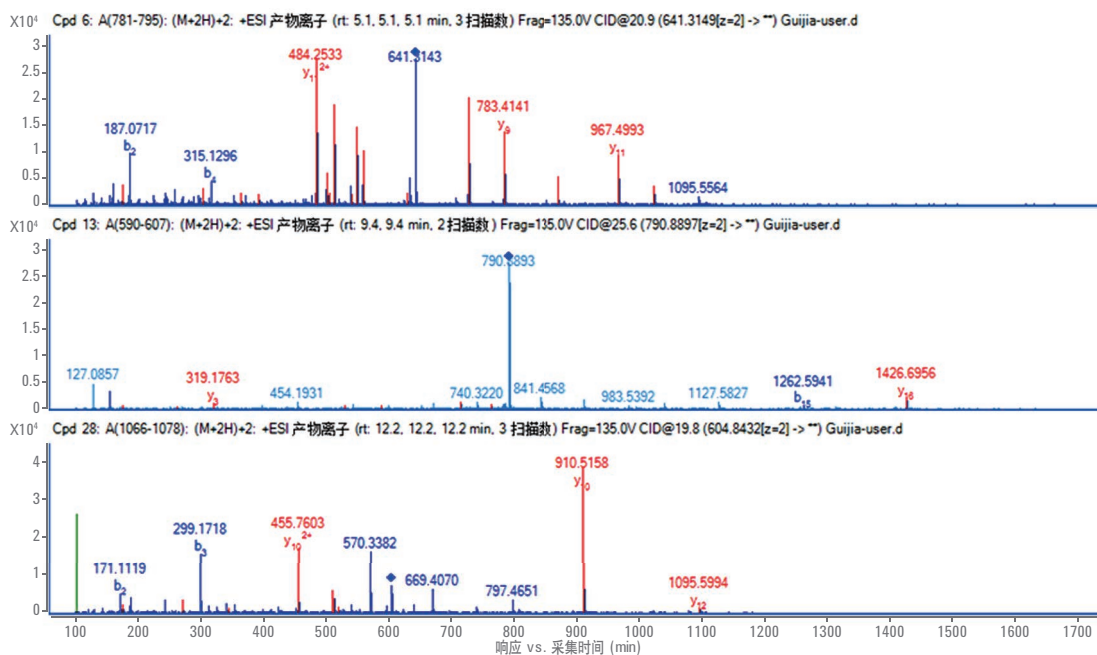 Cpd 6: A(781-795): (M+2H)+2: +ESI 产物离子 (rt: 5.1, 5.1, 5.1 min, 3 扫描数) Frag=135.0V CID@20.9 (641.3149[z=2] -> **) Guijia-user.d
X10⁴
3
2.5
2
1.5
1
0.5
0
187.0717
b₂
315.1296
b₄
484.2533
y₁₁²⁺
641.3143
783.4141
y₉
967.4993
y₁₁
1095.5564
Cpd 13: A(590-607): (M+2H)+2: +ESI 产物离子 (rt: 9.4, 9.4 min, 2 扫描数) Frag=135.0V CID@25.6 (790.8897[z=2] -> **) Guijia-user.d
X10⁴
3
2.5
2
1.5
1
0.5
0
127.0857
319.1763
y₃
454.1931
740.3220
790.8893
841.4568
983.5392
1127.5827
1262.5941
b₁₅
1426.6956
y₁₆
Cpd 28: A(1066-1078): (M+2H)+2: +ESI 产物离子 (rt: 12.2, 12.2, 12.2 min, 3 扫描数) Frag=135.0V CID@19.8 (604.8432[z=2] -> **) Guijia-user.d
X10⁴
4
3
2
1
0
171.1119
b₂
299.1718
b₃
455.7603
y₁₀²⁺
570.3382
669.4070
797.4651
910.5158
y₁₀
1095.5994
y₁₂
100 200 300 400 500 600 700 800 900 1000 1100 1200 1300 1400 1500 1600 1700
响应 vs. 采集时间 (min)